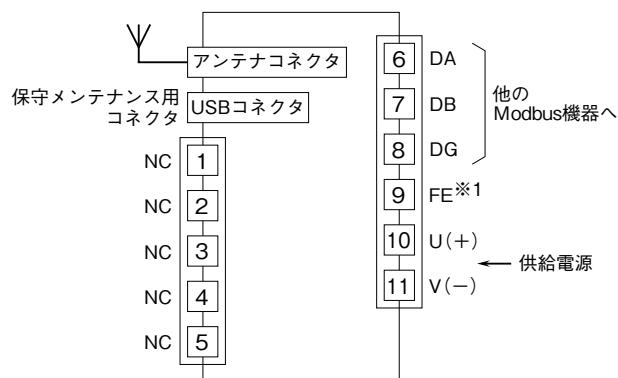 アンテナコネクタ
保守メンテナンス用
コネクタ
USBコネクタ
NC 1
NC 2
NC 3
NC 4
NC 5
6 DA
7 DB
8 DG
他の
Modbus機器へ
9 FE※1
10 U(+)
11 V(−)
供給電源